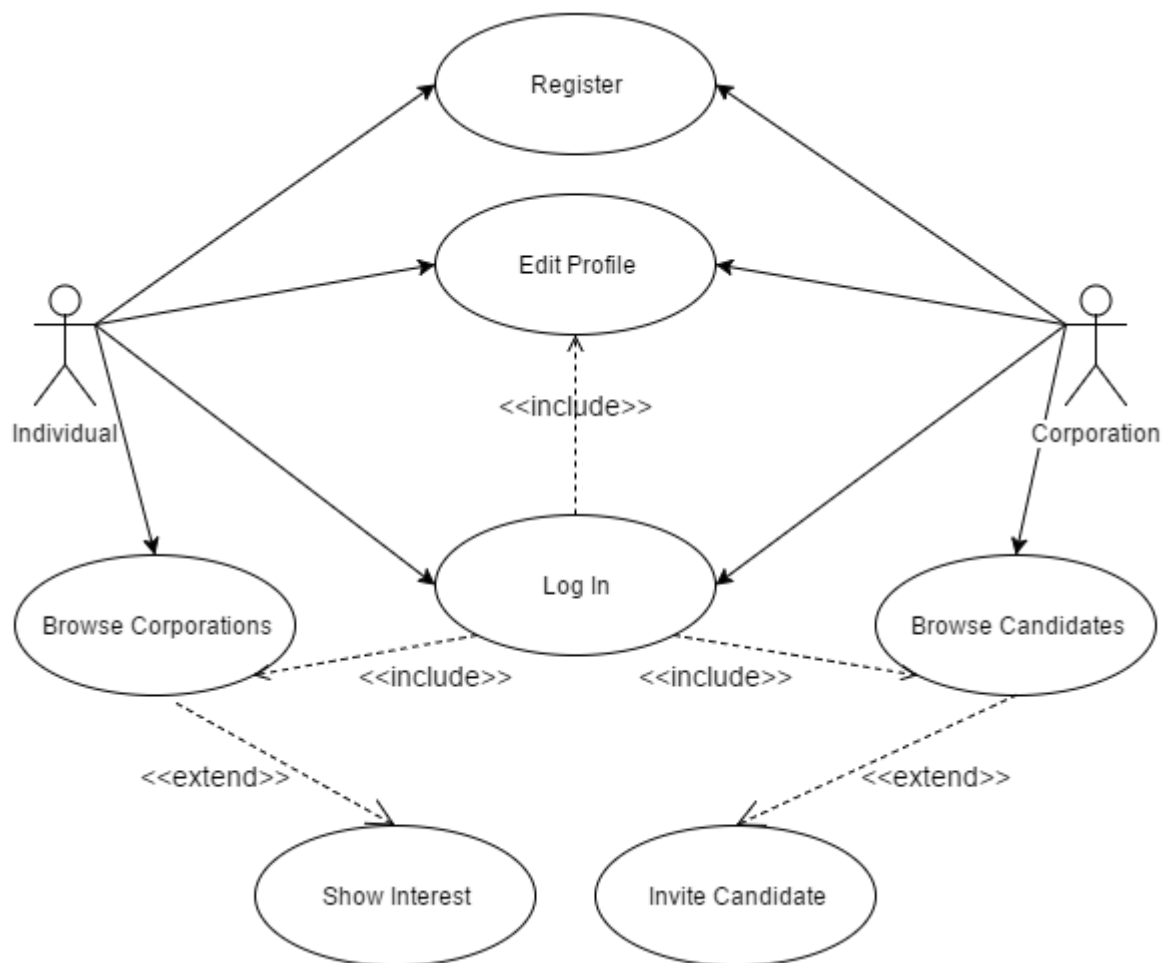 Register
Edit Profile
<<include>>
Individual
Corporation
Log In
Browse Corporations
Browse Candidates
<<include>>
<<include>>
<<extend>>
<<extend>>
Show Interest
Invite Candidate